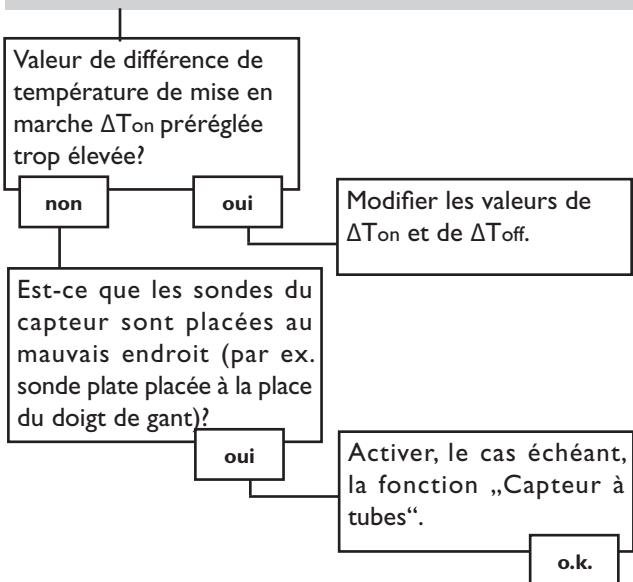 Valeur de différence de
température de mise en
marche ΔTon préréglée
trop élevée?
non
oui
Modifier les valeurs de
ΔTon et de ΔToff.
Est-ce que les sondes du
capteur sont placées au
mauvais endroit (par ex.
sonde plate placée à la place
du doigt de gant)?
oui
Activer, le cas échéant,
la fonction „Capteur à
tubes“.
o.k.